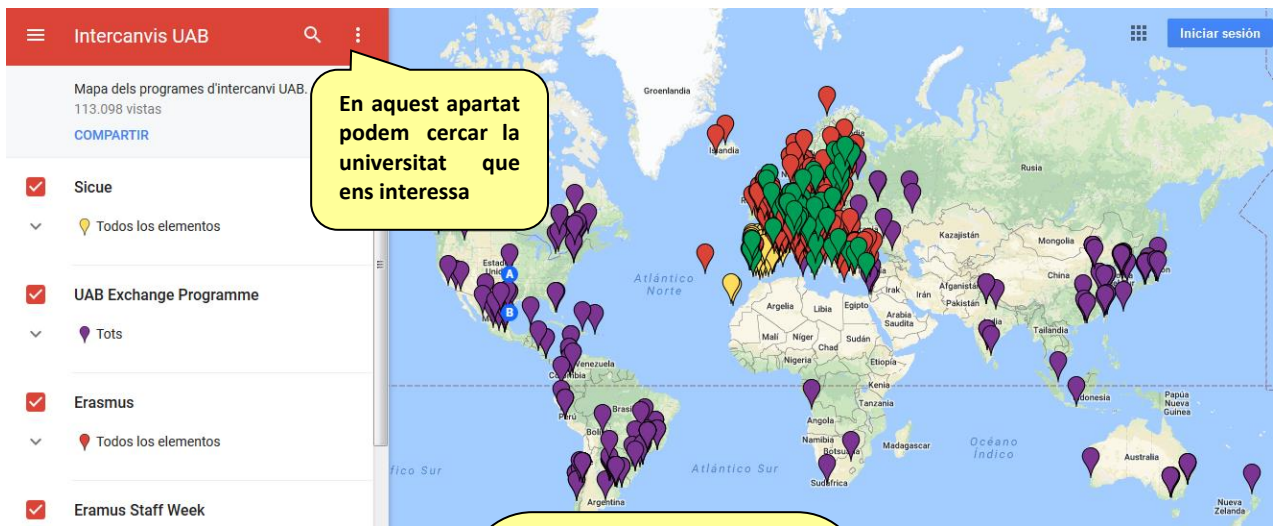 Intercanvis UAB
Mapa dels programes d'intercanvi UAB.
113.098 vistas
COMPARTIR
Sicue
Todos los elementos
UAB Exchange Programme
Tots
Erasmus
Todos los elementos
Eramus Staff Week
En aquest apartat
podem cercar la
universitat que
ens interessa
Iniciar sesión
Groenlandia
Islandia
Rusia
Kazajistán
Mongolia
China
Afganistán
Pakistán
Irak
Irán
Atlántico
Norte
A
B
Argelia
Libia
Egipto
Arabia
Saudita
Malí
Níger
Chad
Sudán
Nigeria
Etiopía
Tailandia
Venezuela
Colombia
Kenia
Tanzania
Indonesia
Papúa
Nueva
Guinea
Perú
Brasil
Angola
Namibia
Botsuana
Madagascar
Océano
Índico
Australia
fico Sur
Atlántico Sur
Sudáfrica
Argentina
Nueva
Zelanda